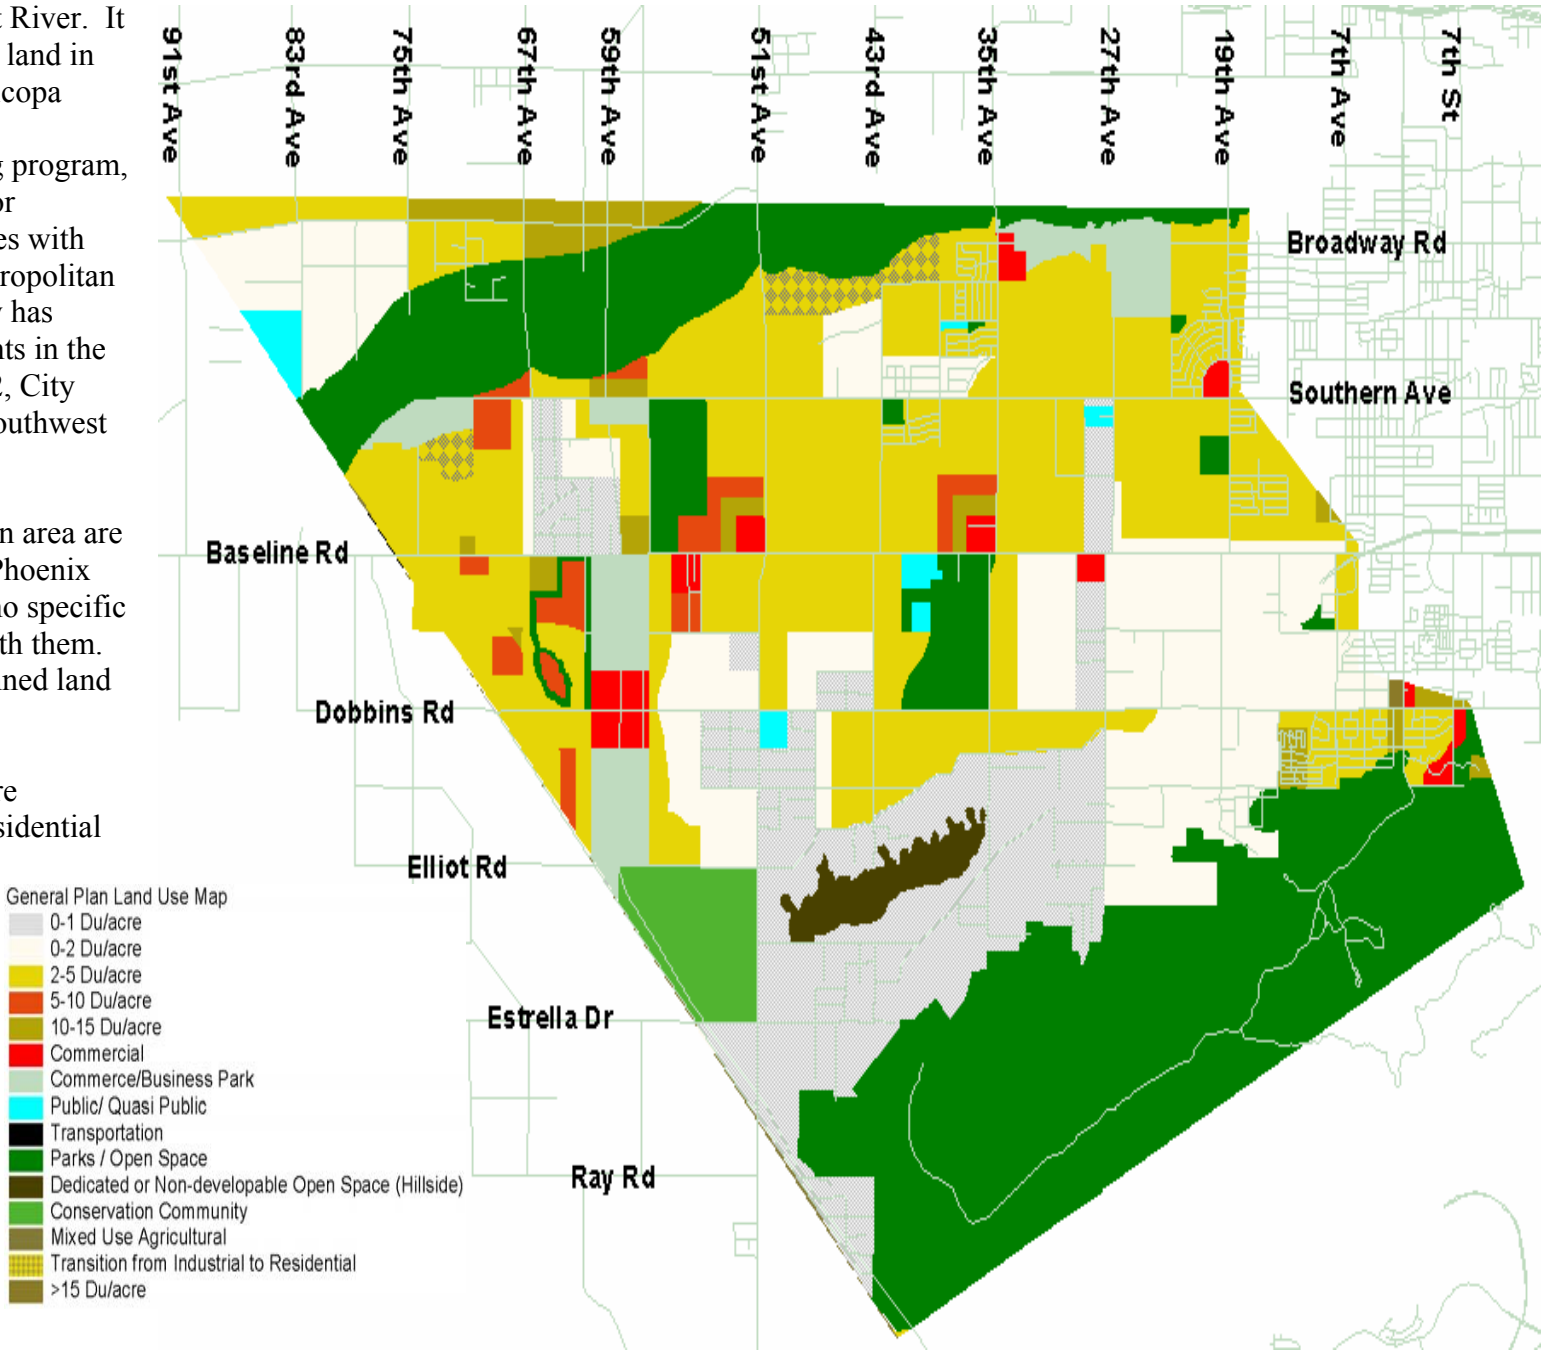 t River.  It
land in
copa
g program,
or
es with
ropolitan
y has
nts in the
2, City
outhwest
n area are
Phoenix
no specific
th them.
nned land
re
sidential
91st Ave
83rd Ave
75th Ave
67th Ave
59th Ave
51st Ave
43rd Ave
35th Ave
27th Ave
19th Ave
7th Ave
7th St
Broadway Rd
Southern Ave
Baseline Rd
Dobbins Rd
Elliot Rd
Estrella Dr
Ray Rd
General Plan Land Use Map
0-1 Du/acre
0-2 Du/acre
2-5 Du/acre
5-10 Du/acre
10-15 Du/acre
Commercial
Commerce/Business Park
Public/ Quasi Public
Transportation
Parks / Open Space
Dedicated or Non-developable Open Space (Hillside)
Conservation Community
Mixed Use Agricultural
Transition from Industrial to Residential
>15 Du/acre